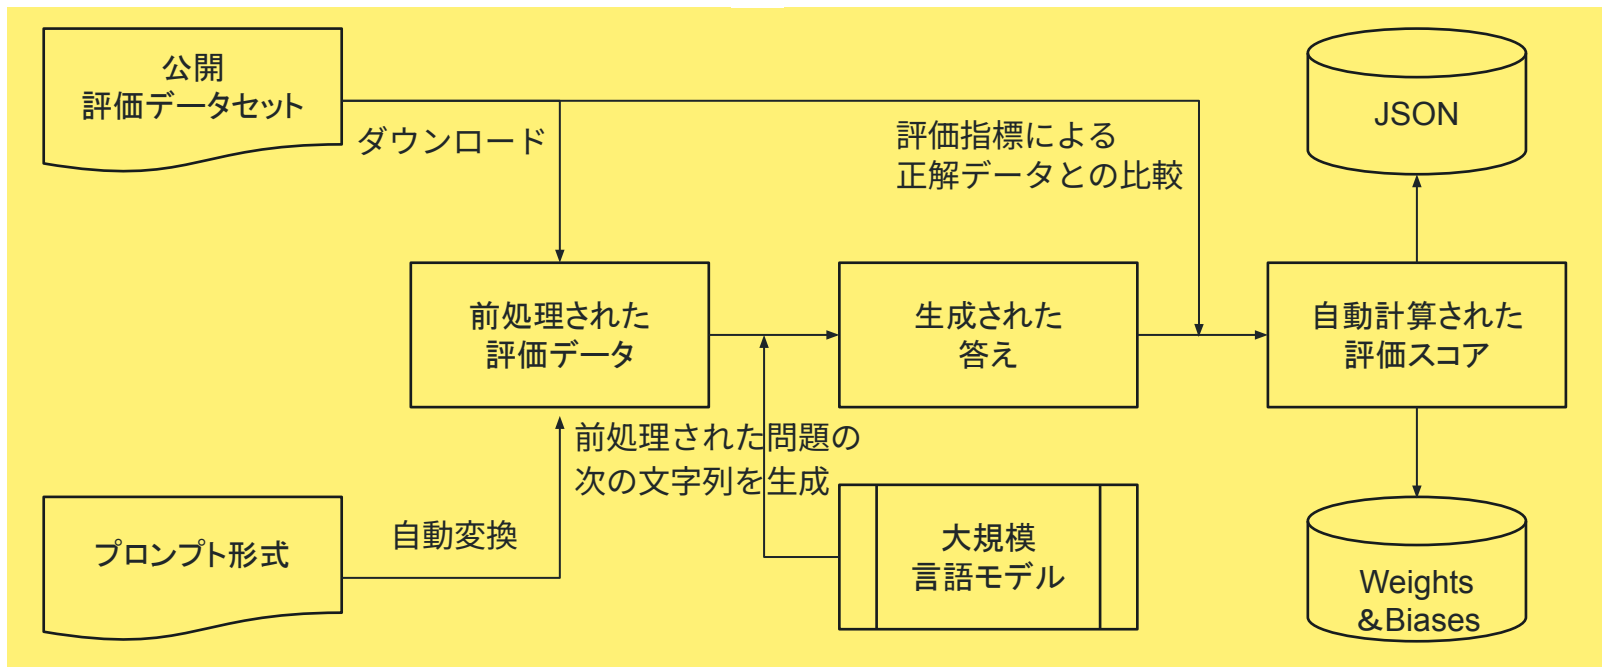 公開
評価データセット
ダウンロード
評価指標による
正解データとの比較
JSON
前処理された
評価データ
生成された
答え
自動計算された
評価スコア
前処理された問題の
次の文字列を生成
プロンプト形式
自動変換
大規模
言語モデル
Weights
＆Biases